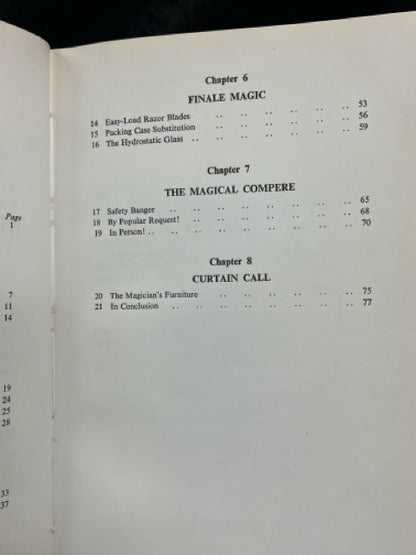 Page
1
7
11
14
19
24
25
28
33
37
Chapter 6
FINALE MAGIC
14 Easy-Load Razor Blades .. .. .. .. .. .. 53
15 Packing Case Substitution .. .. .. .. .. .. 56
16 The Hydrostatic Glass .. .. .. .. .. .. .. 59
Chapter 7
THE MAGICAL COMPERE
17 Safety Banger .. .. .. .. .. .. .. .. 65
18 By Popular Request! .. .. .. .. .. .. .. 68
19 In Person! .. .. .. .. .. .. .. .. 70
Chapter 8
CURTAIN CALL
20 The Magician's Furniture .. .. .. .. .. .. 75
21 In Conclusion .. .. .. .. .. .. .. .. 77